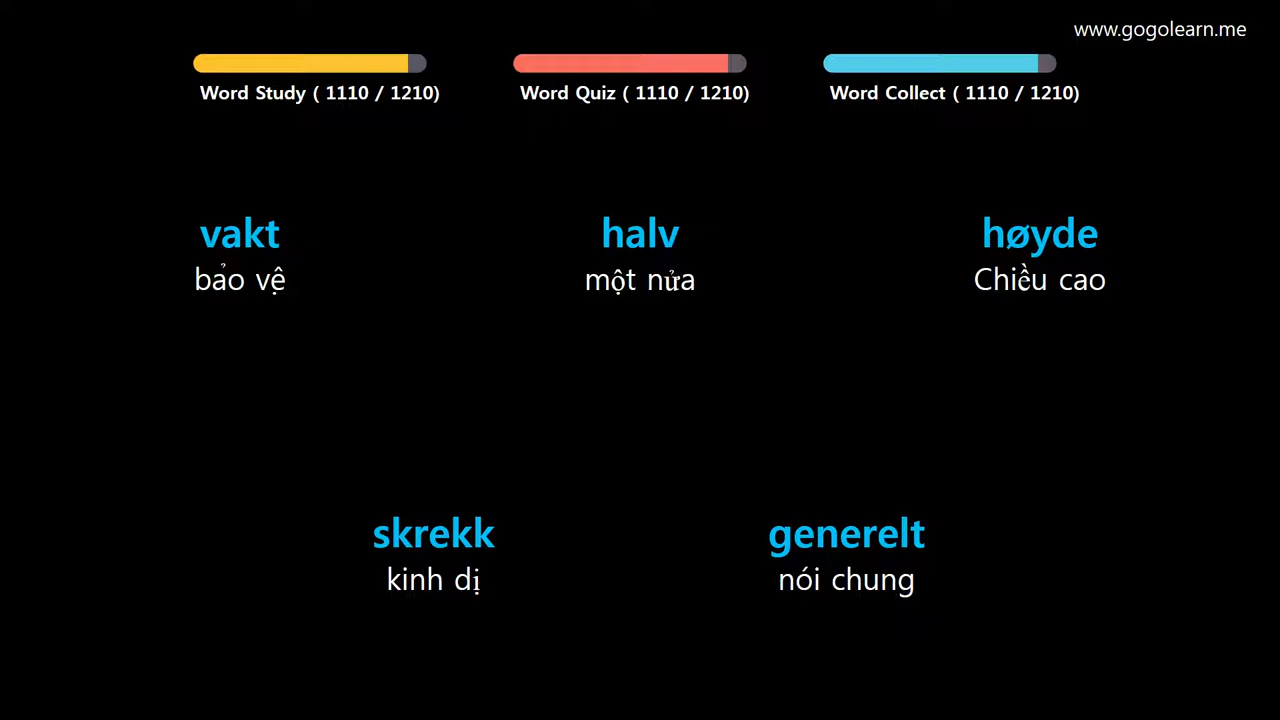 www.gogolearn.me
Word Study ( 1110 / 1210)
Word Quiz ( 1110 / 1210)
Word Collect ( 1110 / 1210)
vakt
bảo vệ
halv
một nửa
høyde
Chiều cao
skrekk
kinh dị
generelt
nói chung